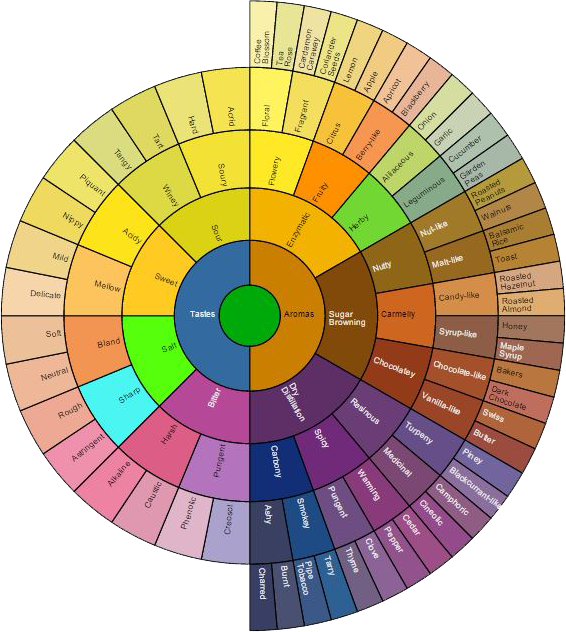 Tastes
Aromas
Sour
Sweet
Salt
Bitter
Enzymatic
Sugar
Browning
Dry
Distillation
Soury
Winey
Acidy
Mellow
Bland
Sharp
Harsh
Pungent
Flowery
Fruity
Herby
Nutty
Carmelly
Chocolatey
Resinous
Spicy
Carbony
Acrid
Hard
Tart
Tangy
Piquant
Nippy
Mild
Delicate
Soft
Neutral
Rough
Astringent
Alkaline
Caustic
Phenolic
Creosol
Floral
Fragrant
Citrus
Berry-like
Alliaceous
Leguminous
Nut-like
Malt-like
Candy-like
Syrup-like
Chocolate-like
Vanilla-like
Turpeny
Medicinal
Warming
Pungent
Smokey
Ashy
Coffee
Blossom
Tea
Rose
Cardamon
Caraway
Coriander
Seeds
Lemon
Apple
Apricot
Blackberry
Onion
Garlic
Cucumber
Garden
Peas
Roasted
Peanuts
Walnuts
Balsamic
Rice
Toast
Roasted
Hazelnut
Roasted
Almond
Honey
Maple
Syrup
Bakers
Dark
Chocolate
Swiss
Butter
Piney
Blackcurrant-like
Camphoric
Cineolic
Cedar
Pepper
Clove
Thyme
Tarry
Pipe
Tobacco
Burnt
Charred